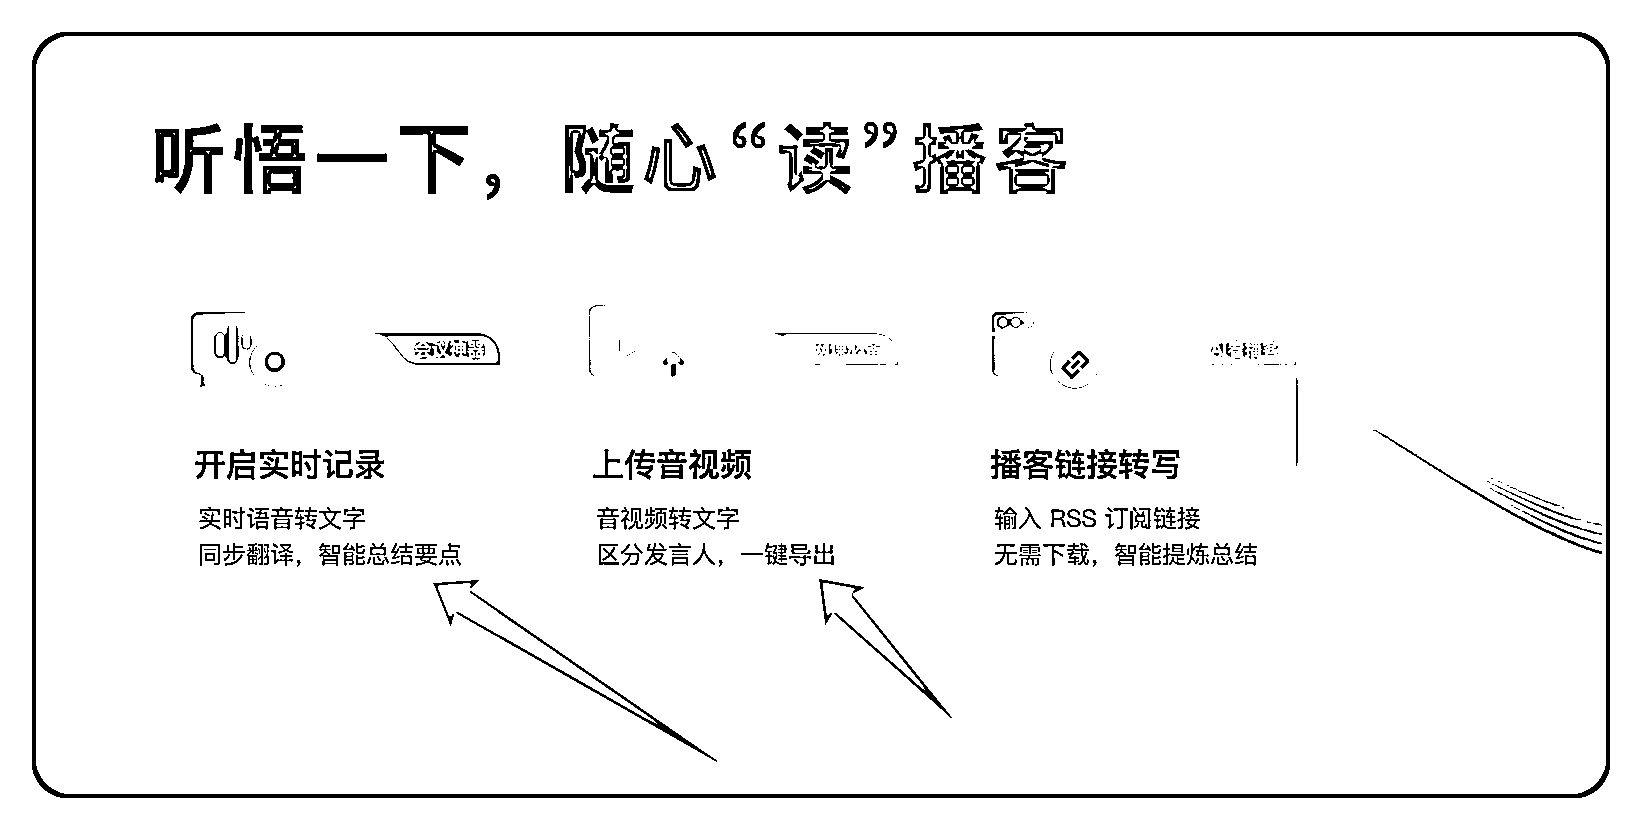 听悟一下，随心“读”播客
会议神器
开启实时记录
实时语音转文字
同步翻译，智能总结要点
上传音视频
音视频转文字
区分发言人，一键导出
播客链接转写
输入 RSS 订阅链接
无需下载，智能提炼总结